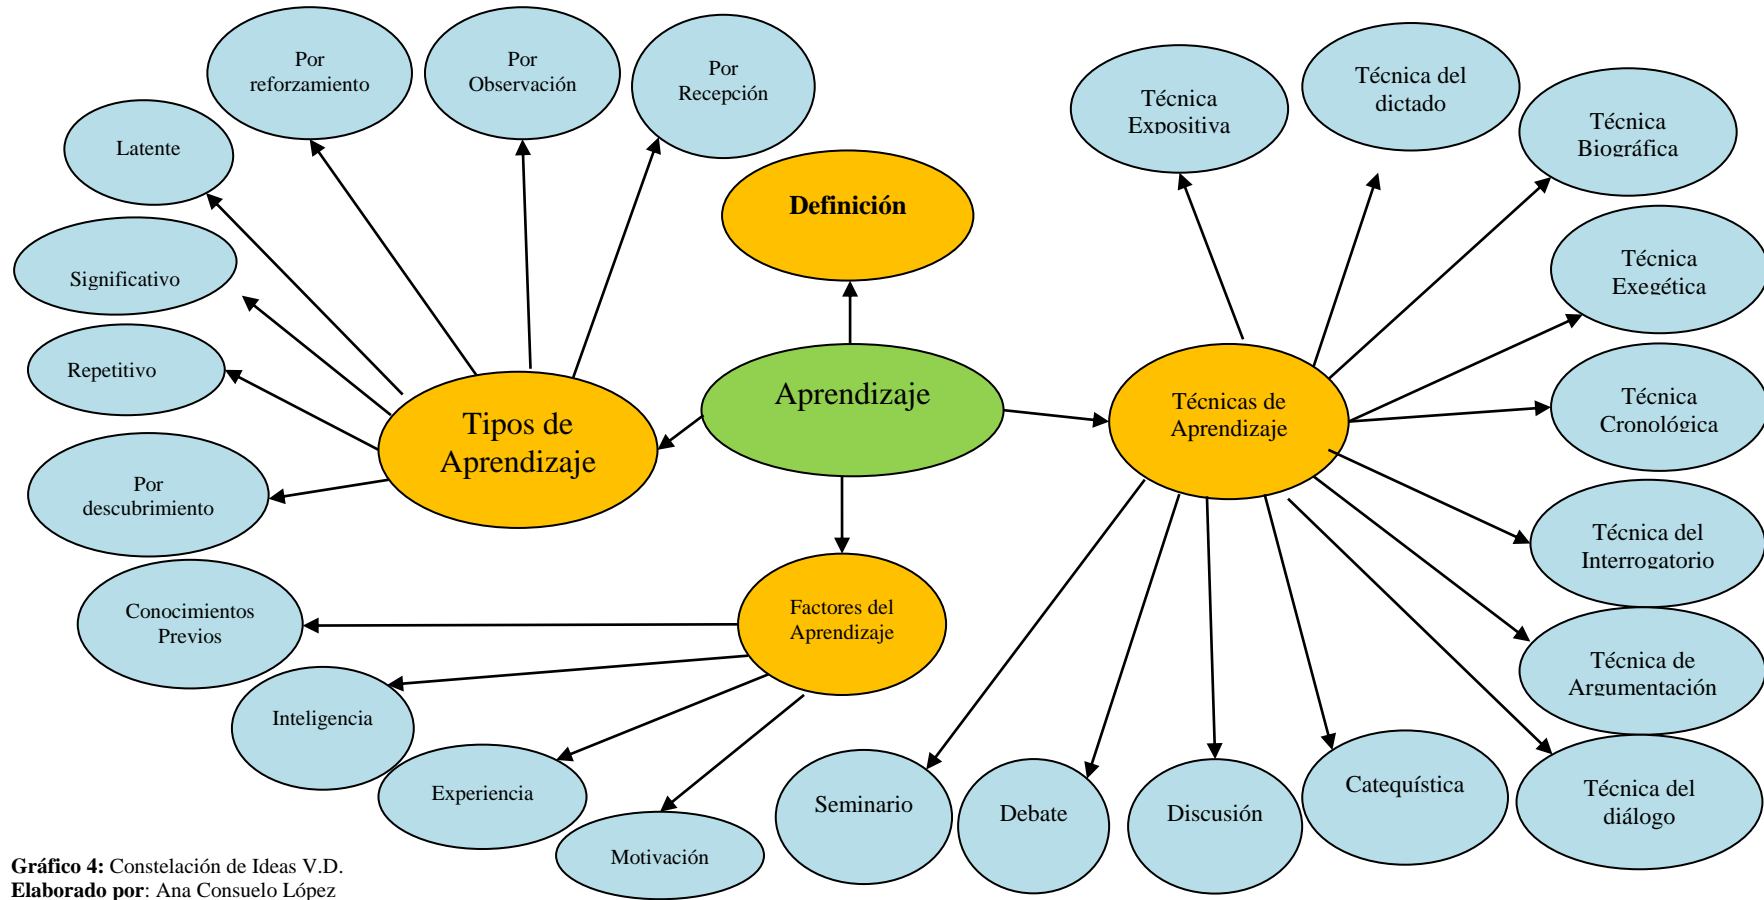 Por
reforzamiento
Por
Observación
Por
Recepción
Latente
Significativo
Repetitivo
Por
descubrimiento
Tipos de
Aprendizaje
Definición
Aprendizaje
Factores del
Aprendizaje
Conocimientos
Previos
Inteligencia
Experiencia
Motivación
Técnica
Expositiva
Técnica del
dictado
Técnica
Biográfica
Técnica
Exegética
Técnica
Cronológica
Técnicas de
Aprendizaje
Técnica del
Interrogatorio
Técnica de
Argumentación
Técnica del
diálogo
Catequística
Discusión
Debate
Seminario
Gráfico 4: Constelación de Ideas V.D.
Elaborado por: Ana Consuelo López